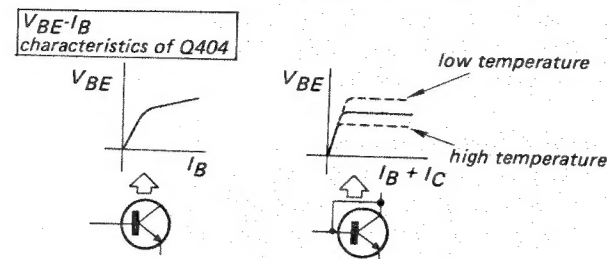 VBE-IB
characteristics of Q404
VBE
IB
VBE
low temperature
high temperature
IB + IC